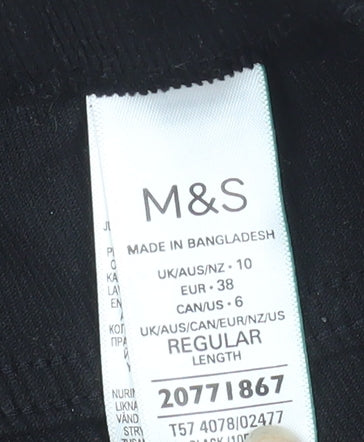 M&S
MADE IN BANGLADESH
UK/AUS/NZ • 10
EUR • 38
CAN/US • 6
UK/AUS/CAN/EUR/NZ/US
REGULAR
LENGTH
20771867
T57 4078/02477